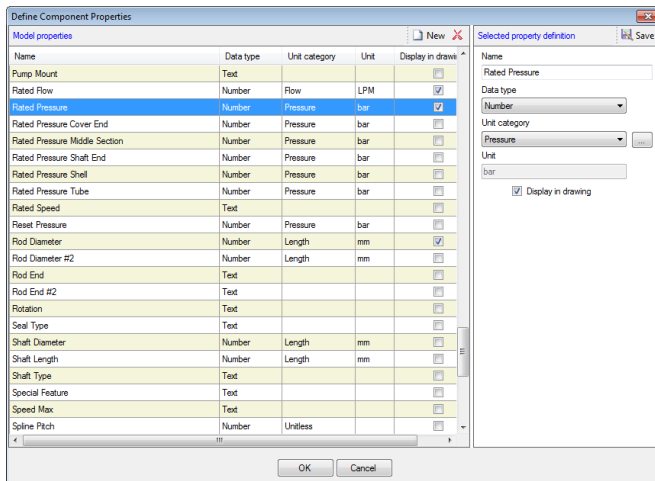 Define Component Properties
Model properties New
Name Data type Unit category Unit Display in drawi
Pump Mount Text
Rated Flow Number Flow LPM
Rated Pressure Number Pressure bar
Rated Pressure Cover End Number Pressure bar
Rated Pressure Middle Section Number Pressure bar
Rated Pressure Shaft End Number Pressure bar
Rated Pressure Shell Number Pressure bar
Rated Pressure Tube Number Pressure bar
Rated Speed Text
Reset Pressure Number Pressure bar
Rod Diameter Number Length mm
Rod Diameter #2 Number Length mm
Rod End Text
Rod End #2 Text
Rotation Text
Seal Type Text
Shaft Diameter Number Length mm
Shaft Length Number Length mm
Shaft Type Text
Special Feature Text
Speed Max Text
Spline Pitch Number Unitless
Selected property definition Save
Name
Rated Pressure
Data type
Number
Unit category
Pressure ...
Unit
bar
Display in drawing
OK Cancel